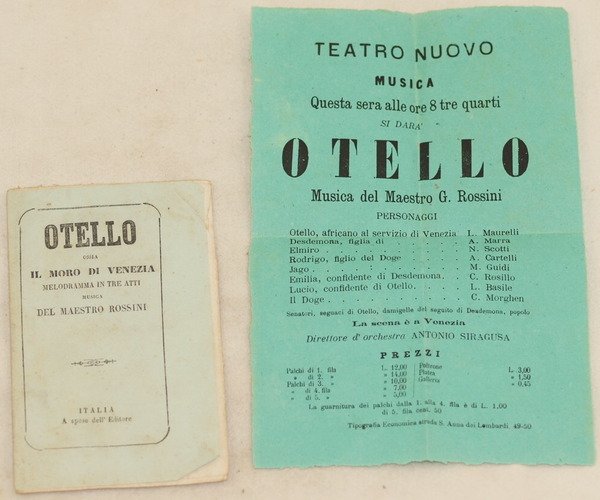 OTELLO
OSSIA
IL MORO DI VENEZIA
MELODRAMMA IN TRE ATTI
MUSICA
DEL MAESTRO ROSSINI
ITALIA
A spese dell' Editore
TEATRO NUOVO
MUSICA
Questa sera alle ore 8 tre quarti
SI DARA'
OTELLO
Musica del Maestro G. Rossini
PERSONAGGI
Otello, africano al servizio di Venezia L. Maurelli
Desdemona, figlia di . . . . . . A. Marra
Elmiro . . . . . . . . . N. Scotti
Rodrigo, figlio del Doge . . . . . A. Cartelli
Jago . . . . . . . . . . M. Guidi
Emilia, confidente di Desdemona. . . C. Rosillo
Lucio, confidente di Otello. . . . . L. Basile
Il Doge . . . . . . . . . C. Morghen
Senatori, seguaci di Otello, damigelle del seguito di Desdemona, popolo
La scena è a Venezia
Direttore d' orchestra ANTONIO SIRAGUSA
PREZZI
Palchi di 1. fila L. 12,00 Poltrone L. 3,00
» di 2. » » 14,00 Platea » 1,50
Palchi di 3. » » 10,00 Galleria » 0,45
» di 4. fila » 7,00
» di 5. » » 5,00
La guarnitura dei palchi dalla 1. alla 4. fila è di L. 1,00
di 5. fila cent. 50
Tipografia Economica strada S. Anna dei Lombardi, 49-50